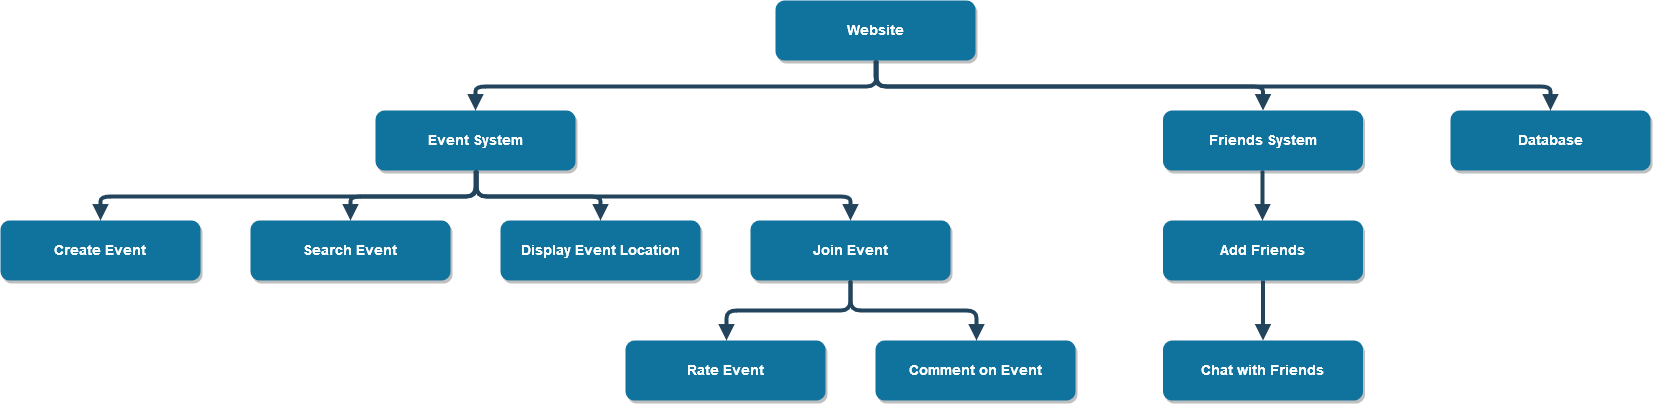 Website
Event System
Friends System
Database
Create Event
Search Event
Display Event Location
Join Event
Add Friends
Rate Event
Comment on Event
Chat with Friends